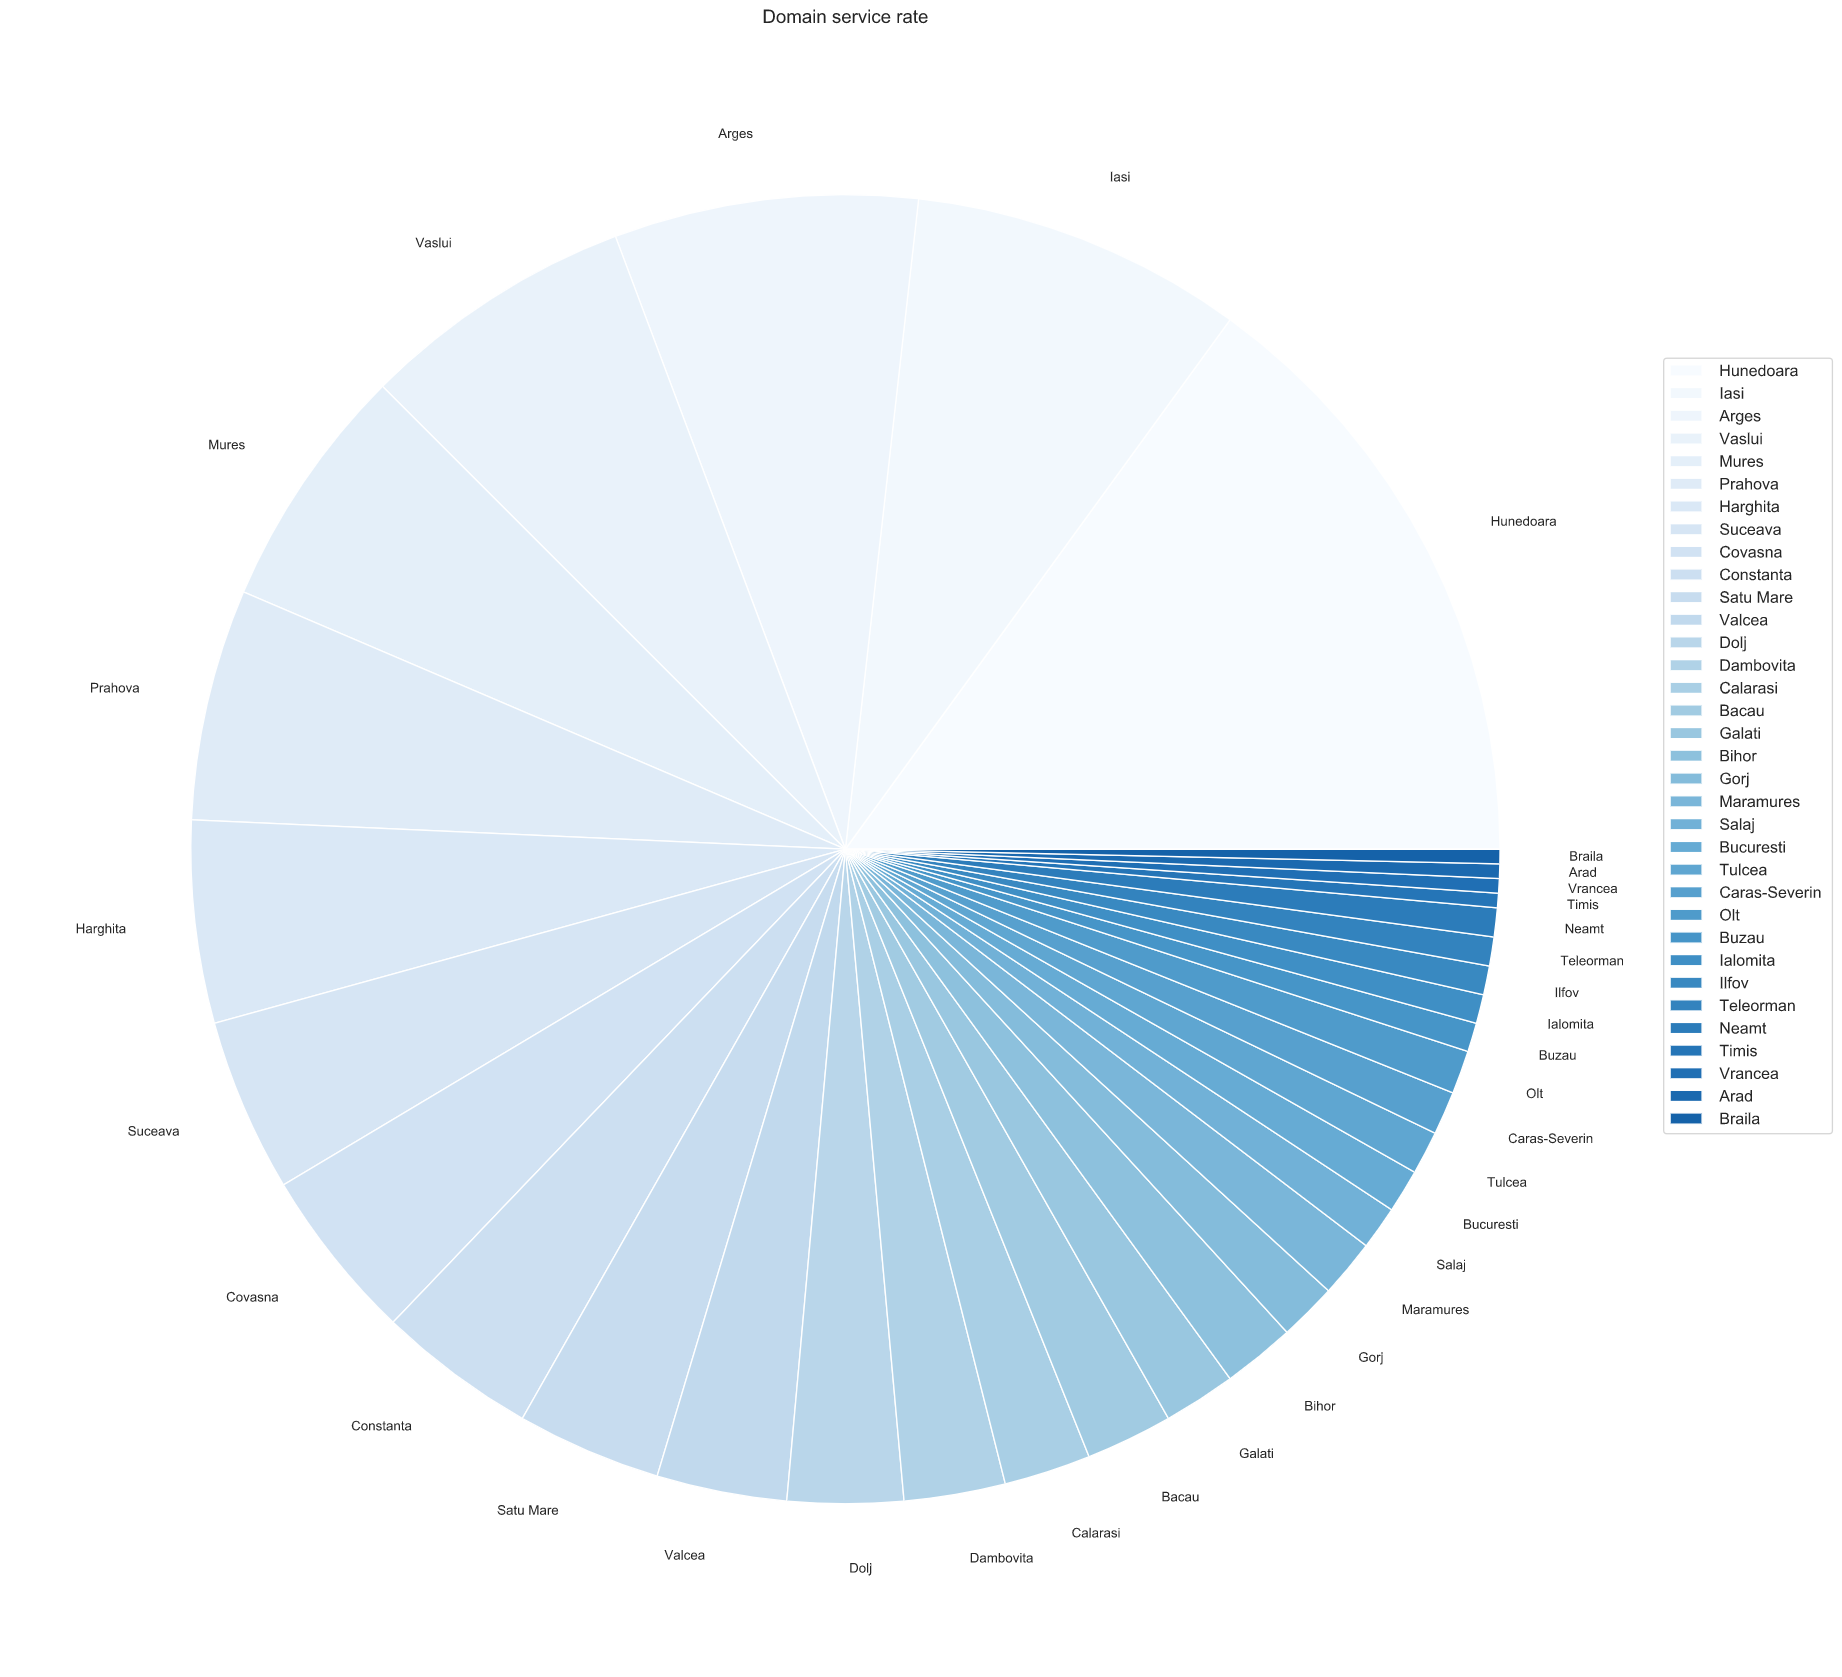 Domain service rate
Arges
Iasi
Vaslui
Mures
Hunedoara
Prahova
Harghita
Suceava
Covasna
Constanta
Satu Mare
Valcea
Dolj
Dambovita
Calarasi
Bacau
Galati
Bihor
Gorj
Maramures
Salaj
Bucuresti
Tulcea
Caras-Severin
Olt
Buzau
Ialomita
Ilfov
Teleorman
Neamt
Timis
Vrancea
Arad
Braila
Hunedoara
Iasi
Arges
Vaslui
Mures
Prahova
Harghita
Suceava
Covasna
Constanta
Satu Mare
Valcea
Dolj
Dambovita
Calarasi
Bacau
Galati
Bihor
Gorj
Maramures
Salaj
Bucuresti
Tulcea
Caras-Severin
Olt
Buzau
Ialomita
Ilfov
Teleorman
Neamt
Timis
Vrancea
Arad
Braila